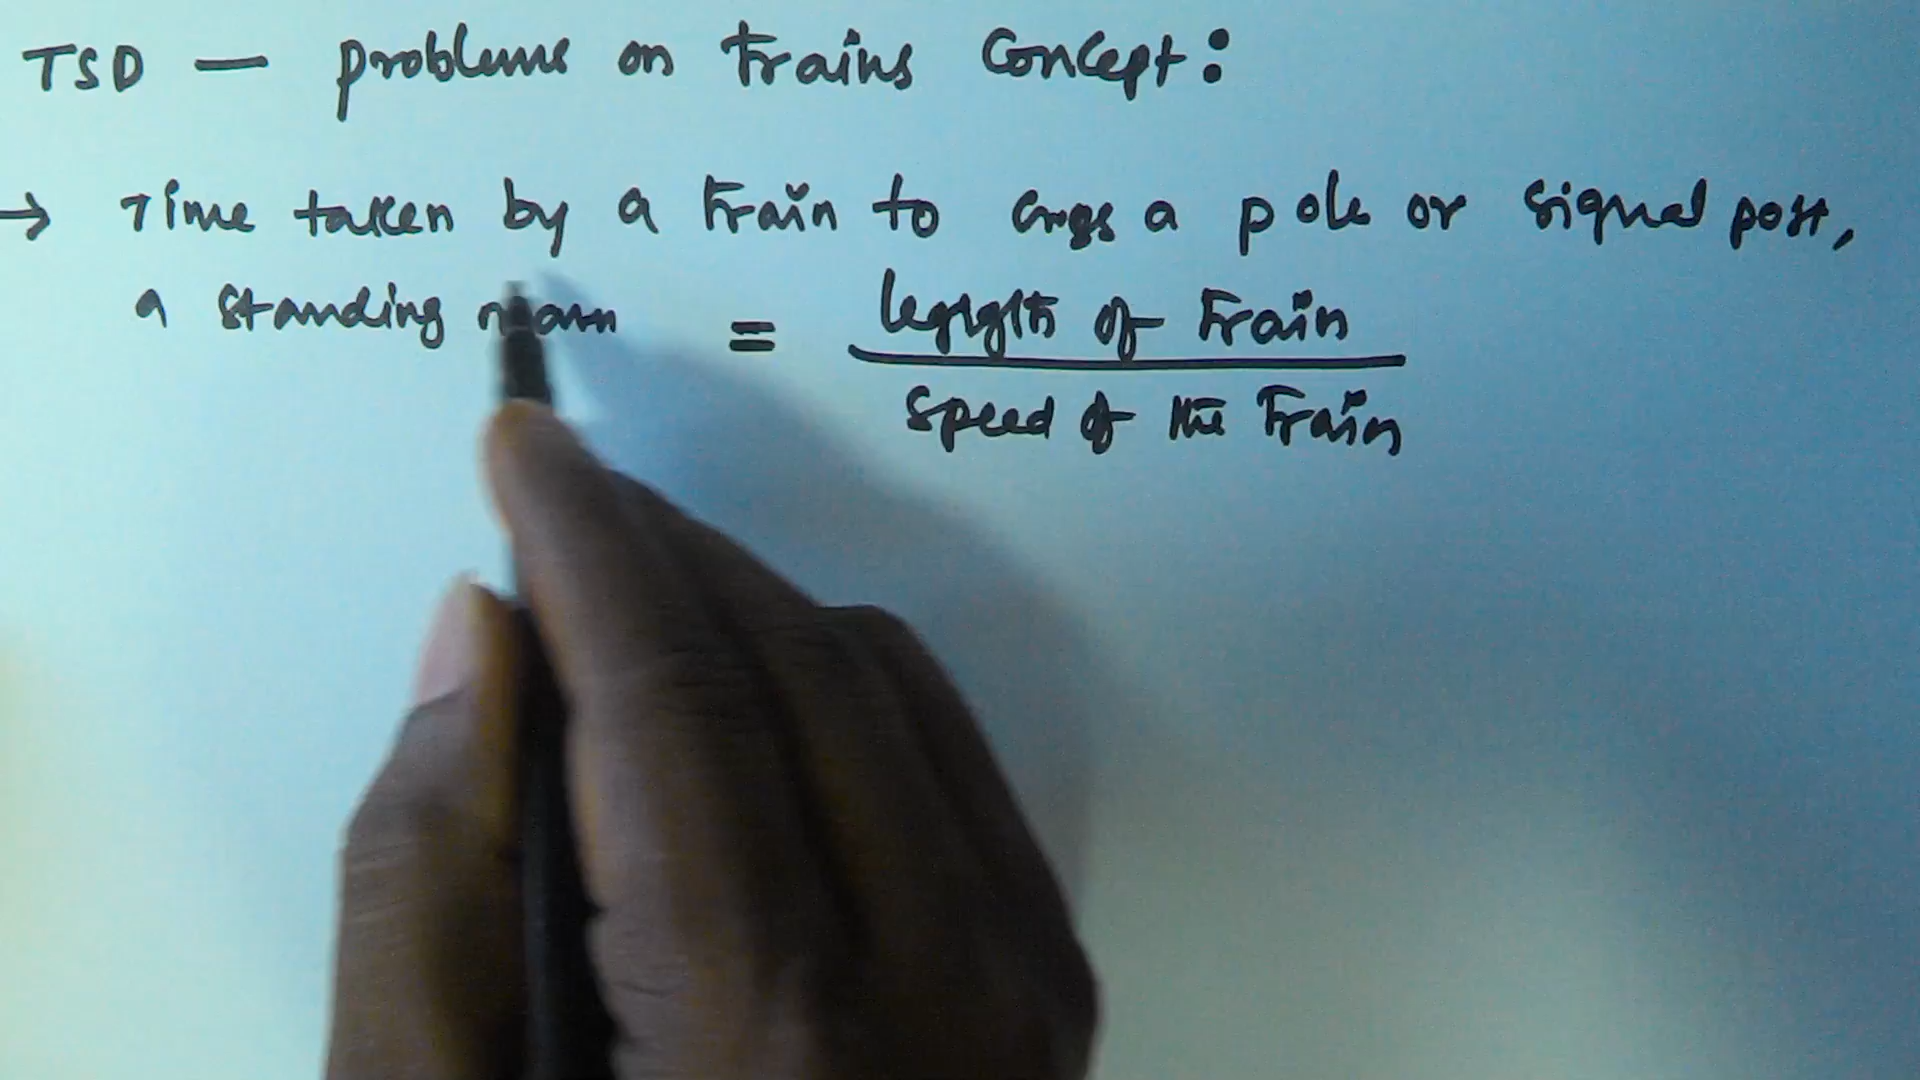 TSD — problems on trains concept:
→ Time taken by a train to cross a pole or signal post,
a standing man = length of train
speed of the train